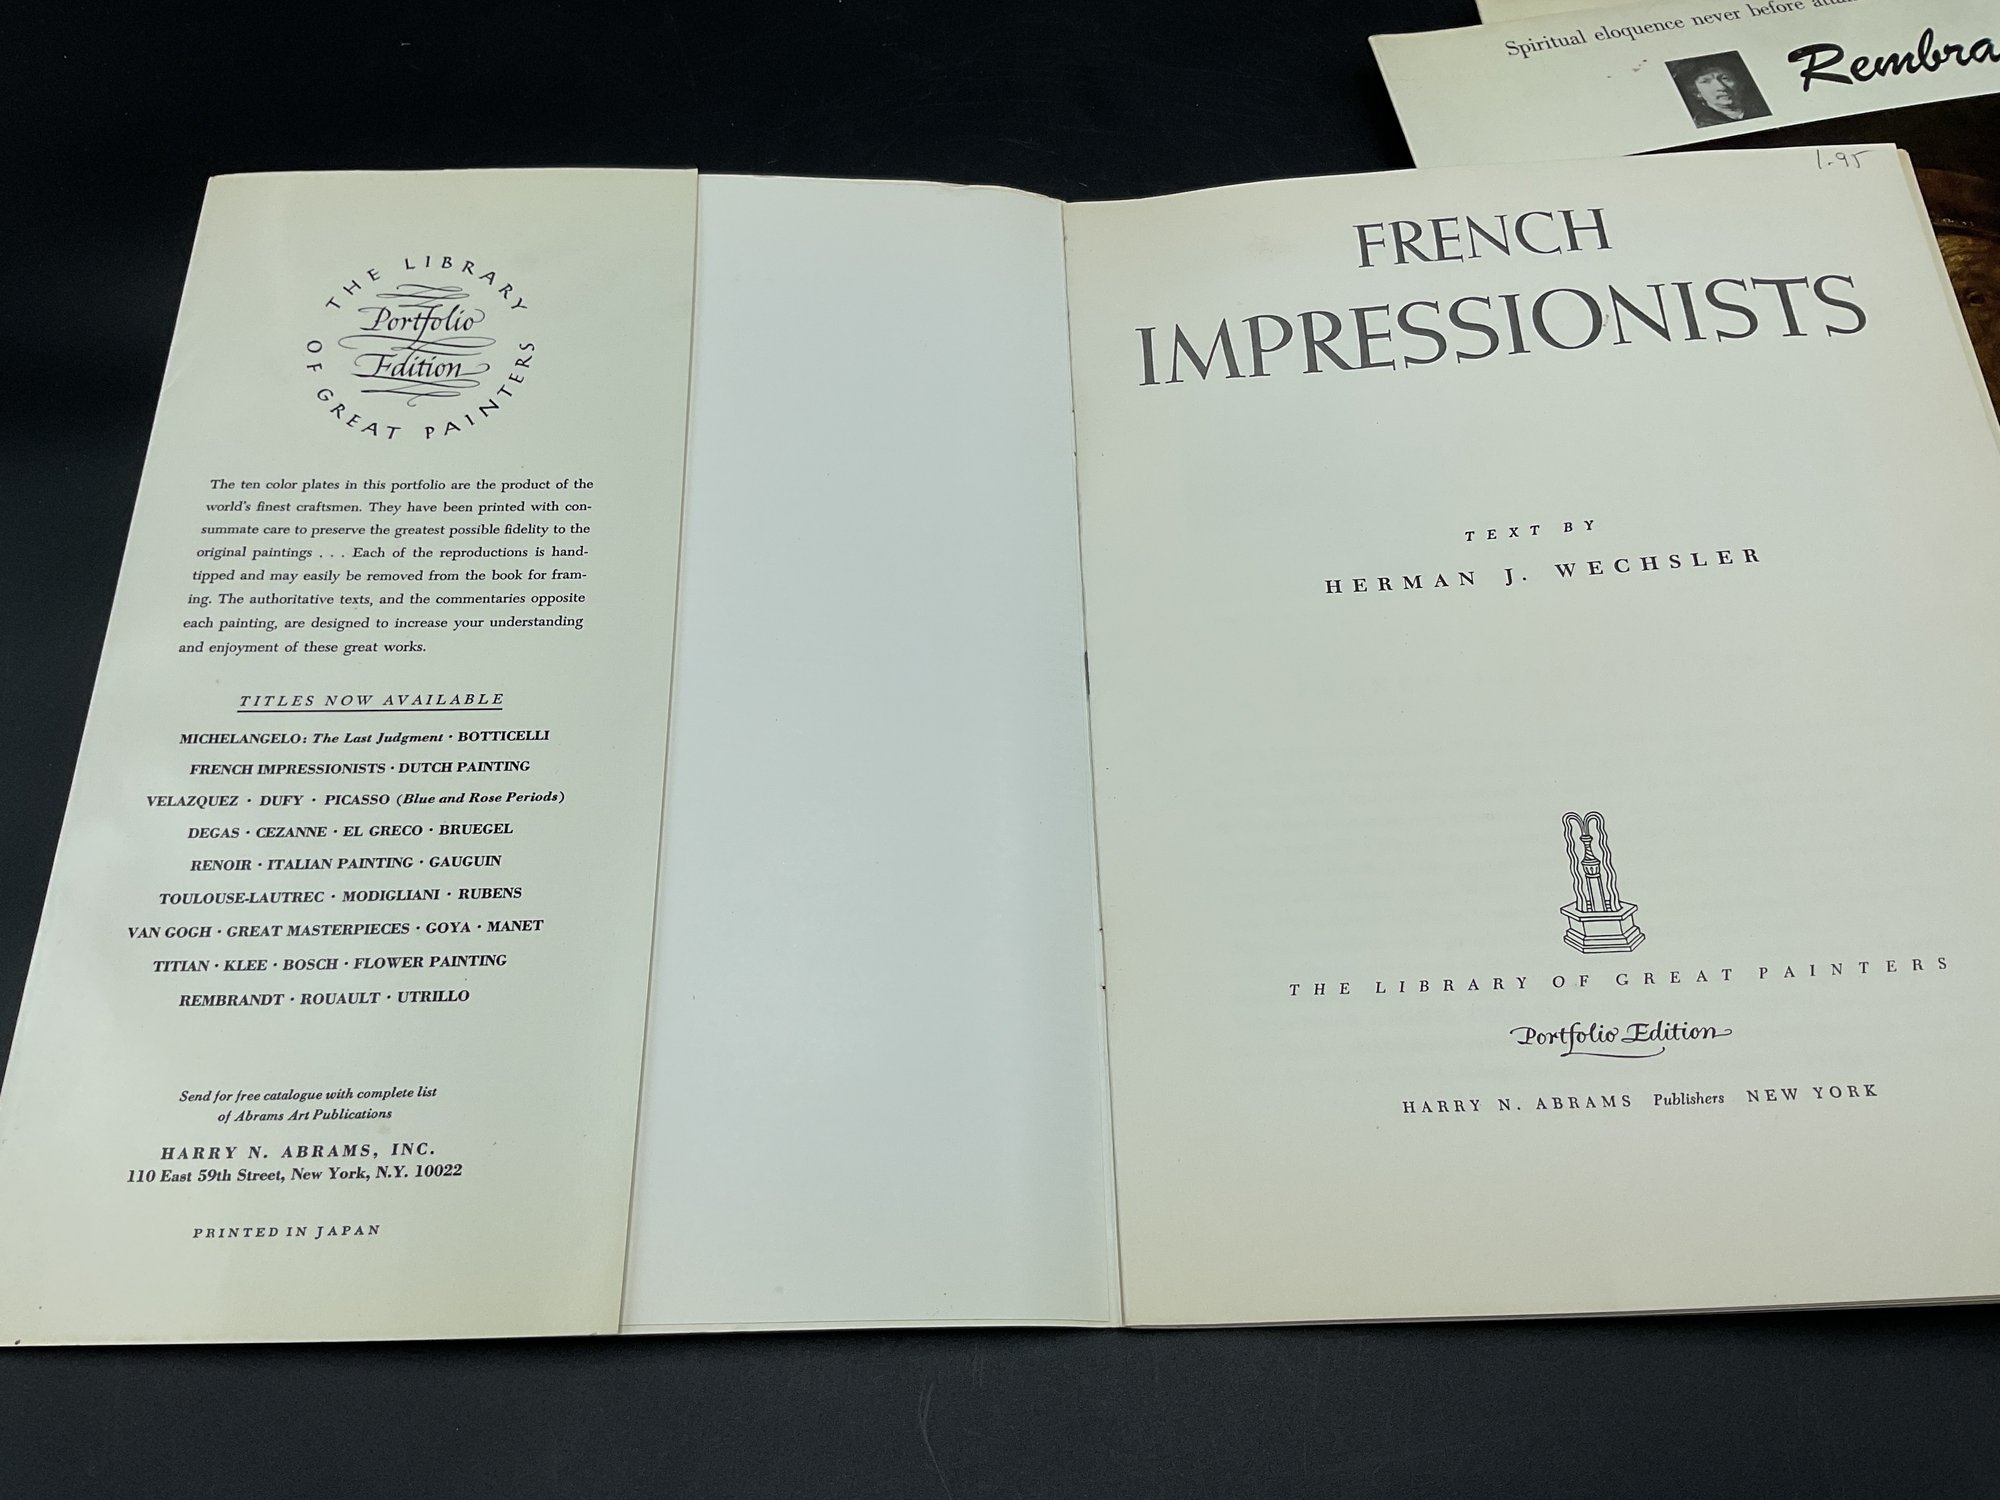 THE LIBRARY
Portfolio
Edition
OF GREAT PAINTERS
The ten color plates in this portfolio are the product of the
world's finest craftsmen. They have been printed with con-
summate care to preserve the greatest possible fidelity to the
original paintings . . . Each of the reproductions is hand-
tipped and may easily be removed from the book for fram-
ing. The authoritative texts, and the commentaries opposite
each painting, are designed to increase your understanding
and enjoyment of these great works.
TITLES NOW AVAILABLE
MICHELANGELO: The Last Judgment · BOTTICELLI
FRENCH IMPRESSIONISTS · DUTCH PAINTING
VELAZQUEZ · DUFY · PICASSO (Blue and Rose Periods)
DEGAS · CEZANNE · EL GRECO · BRUEGEL
RENOIR · ITALIAN PAINTING · GAUGUIN
TOULOUSE-LAUTREC · MODIGLIANI · RUBENS
VAN GOGH · GREAT MASTERPIECES · GOYA · MANET
TITIAN · KLEE · BOSCH · FLOWER PAINTING
REMBRANDT · ROUAULT · UTRILLO
Send for free catalogue with complete list
of Abrams Art Publications
HARRY N. ABRAMS, INC.
110 East 59th Street, New York, N.Y. 10022
PRINTED IN JAPAN
Spiritual eloquence never before
Rembra
1.95
FRENCH
IMPRESSIONISTS
TEXT BY
HERMAN J. WECHSLER
THE LIBRARY OF GREAT PAINTERS
Portfolio Edition
HARRY N. ABRAMS Publishers NEW YORK